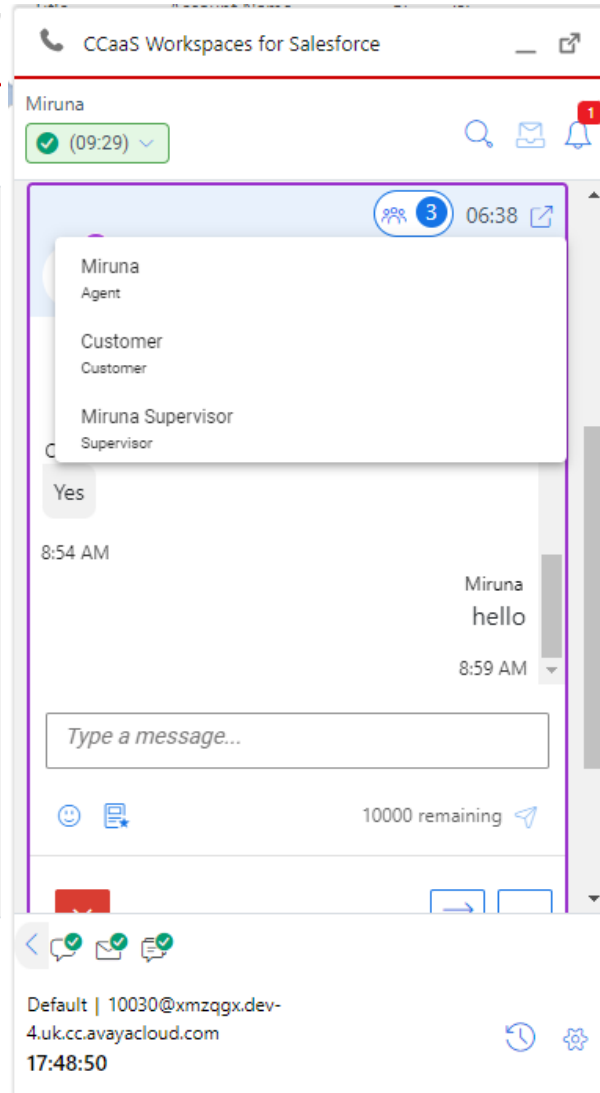 CCaaS Workspaces for Salesforce
Miruna
(09:29)
1
3 06:38
Miruna
Agent
Customer
Customer
Miruna Supervisor
Supervisor
Yes
8:54 AM
Miruna
hello
8:59 AM
Type a message...
10000 remaining
Default | 10030@xmzqgx.dev-
4.uk.cc.avayacloud.com
17:48:50